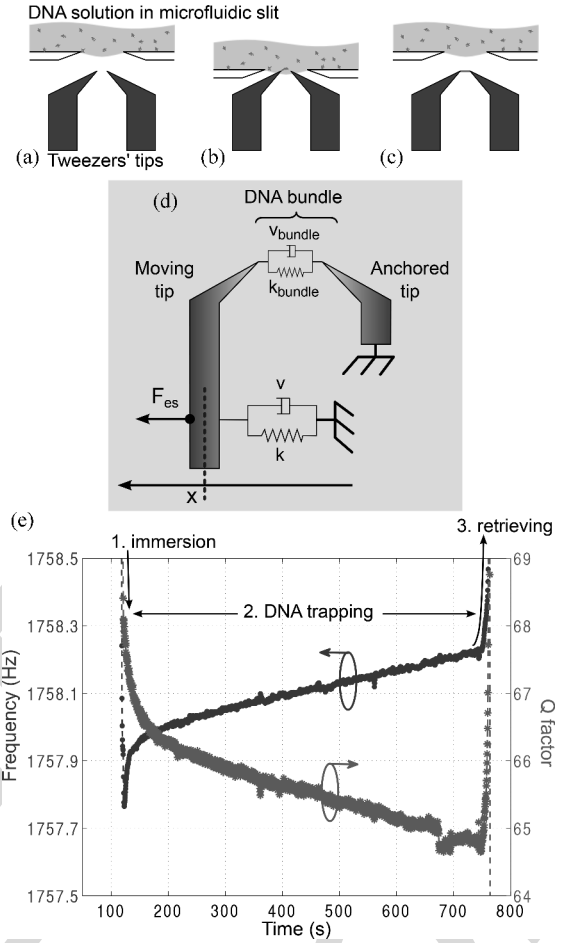 DNA solution in microfluidic slit
(a) Tweezers' tips (b) (c)
(d) DNA bundle
v_bundle
Moving tip
k_bundle
Anchored tip
F_es
v
k
x
(e)
1. immersion
3. retrieving
2. DNA trapping
1758.5
1758.3
1758.1
1757.9
1757.7
1757.5
Frequency (Hz)
69
68
67
66
65
64
Q factor
100 200 300 400 500 600 700 800
Time (s)